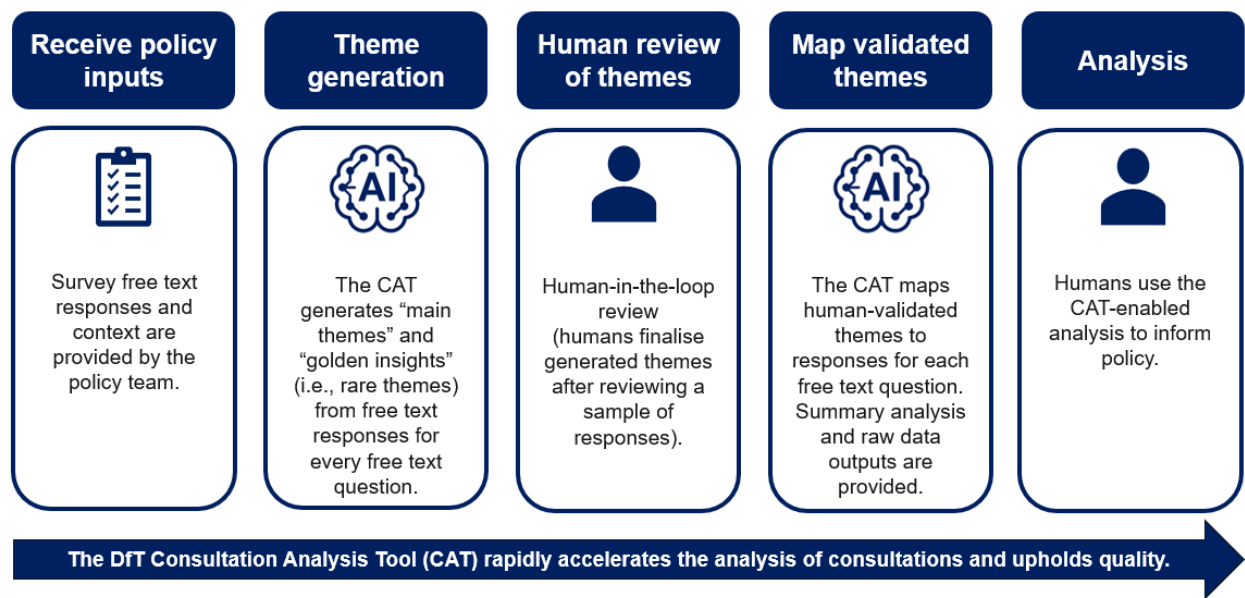 Receive policy
inputs
Theme
generation
Human review
of themes
Map validated
themes
Analysis
Survey free text
responses and
context are
provided by the
policy team.
AI
The CAT
generates “main
themes” and
“golden insights”
(i.e., rare themes)
from free text
responses for
every free text
question.
Human-in-the-loop
review
(humans finalise
generated themes
after reviewing a
sample of
responses).
AI
The CAT maps
human-validated
themes to
responses for each
free text question.
Summary analysis
and raw data
outputs are
provided.
Humans use the
CAT-enabled
analysis to inform
policy.
The DfT Consultation Analysis Tool (CAT) rapidly accelerates the analysis of consultations and upholds quality.